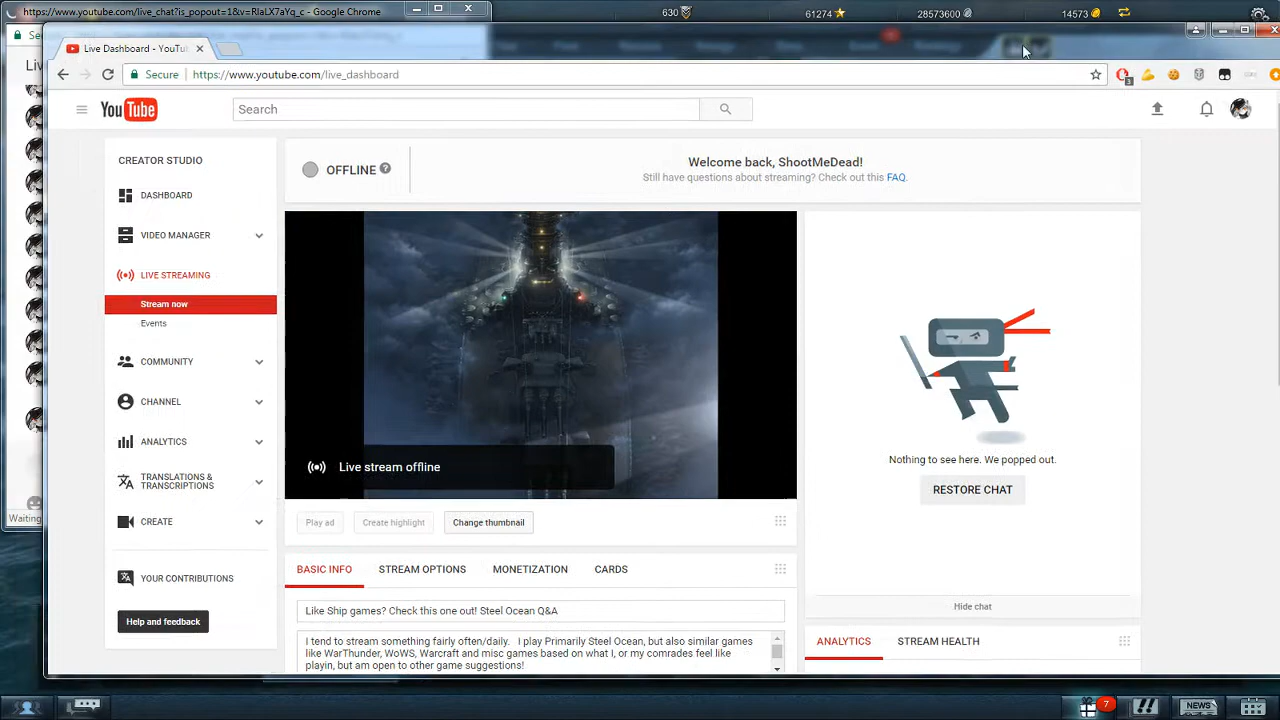 https://www.youtube.com/live_chat?is_popout=1&v=RlaLX7aYq_c - Google Chrome
630
61274
28573600
14573
Live Dashboard - YouTu
Secure
https://www.youtube.com/live_dashboard
3
YouTube
Search
CREATOR STUDIO
OFFLINE
?
Welcome back, ShootMeDead!
Still have questions about streaming? Check out this FAQ.
DASHBOARD
VIDEO MANAGER
LIVE STREAMING
Stream now
Events
COMMUNITY
CHANNEL
ANALYTICS
TRANSLATIONS &
TRANSCRIPTIONS
CREATE
YOUR CONTRIBUTIONS
Help and feedback
Live stream offline
Nothing to see here. We popped out.
RESTORE CHAT
Play ad
Create highlight
Change thumbnail
Hide chat
BASIC INFO
STREAM OPTIONS
MONETIZATION
CARDS
Like Ship games? Check this one out! Steel Ocean Q&A
I tend to stream something fairly often/daily. I play Primarily Steel Ocean, but also similar games
like WarThunder, WoWS, Warcraft and misc games based on what I, or my comrades feel like
playin, but am open to other game suggestions!
ANALYTICS
STREAM HEALTH
Waiting
7
!!
NEWS